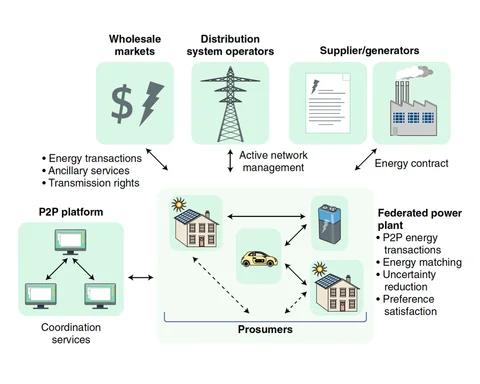 Wholesale
markets
Distribution
system operators
Supplier/generators
$
• Energy transactions
• Ancillary services
• Transmission rights
Active network
management
Energy contract
P2P platform
Coordination
services
Prosumers
Federated power
plant
• P2P energy
transactions
• Energy matching
• Uncertainty
reduction
• Preference
satisfaction